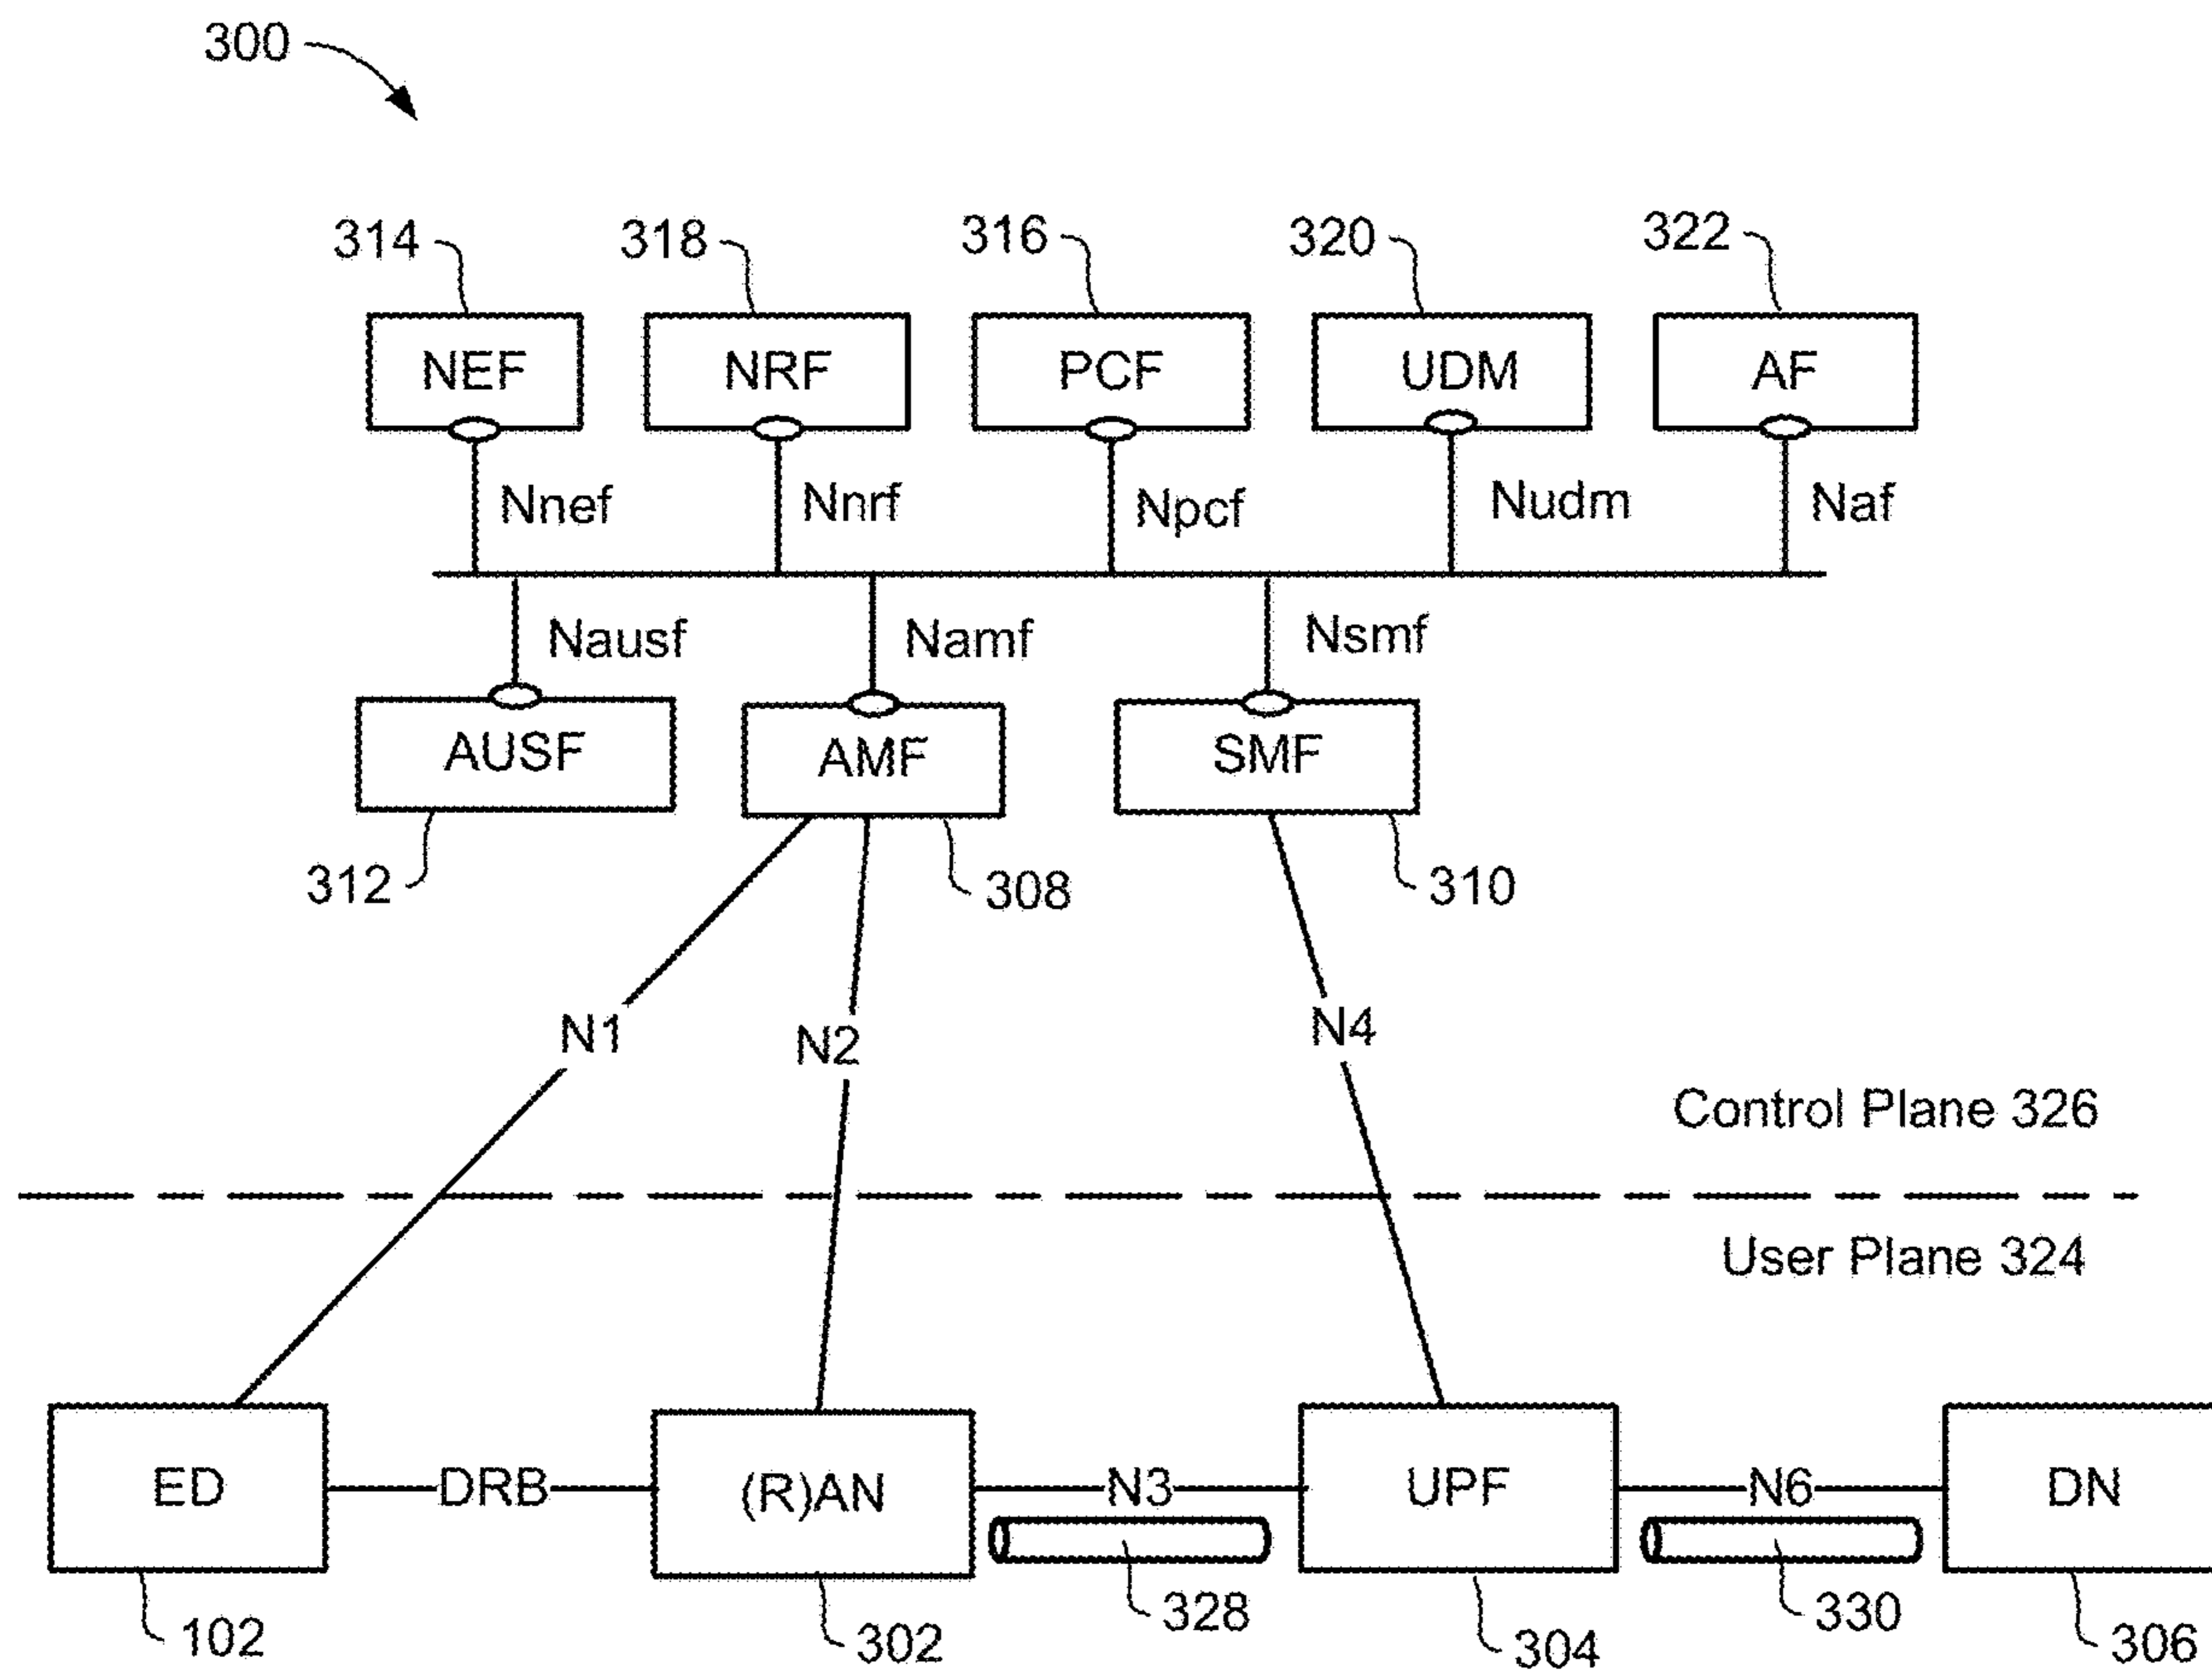 300
314 318 316 320 322
NEF NRF PCF UDM AF
Nnef Nnrf Npcf Nudm Naf
Nausf Namf Nsmf
AUSF AMF SMF
312 308 310
N1 N2 N4
Control Plane 326
User Plane 324
ED DRB (R)AN N3 UPF N6 DN
102 302 328 304 330 306